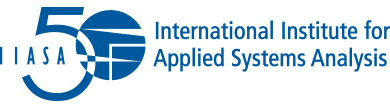 IIASA 50
International Institute for
Applied Systems Analysis